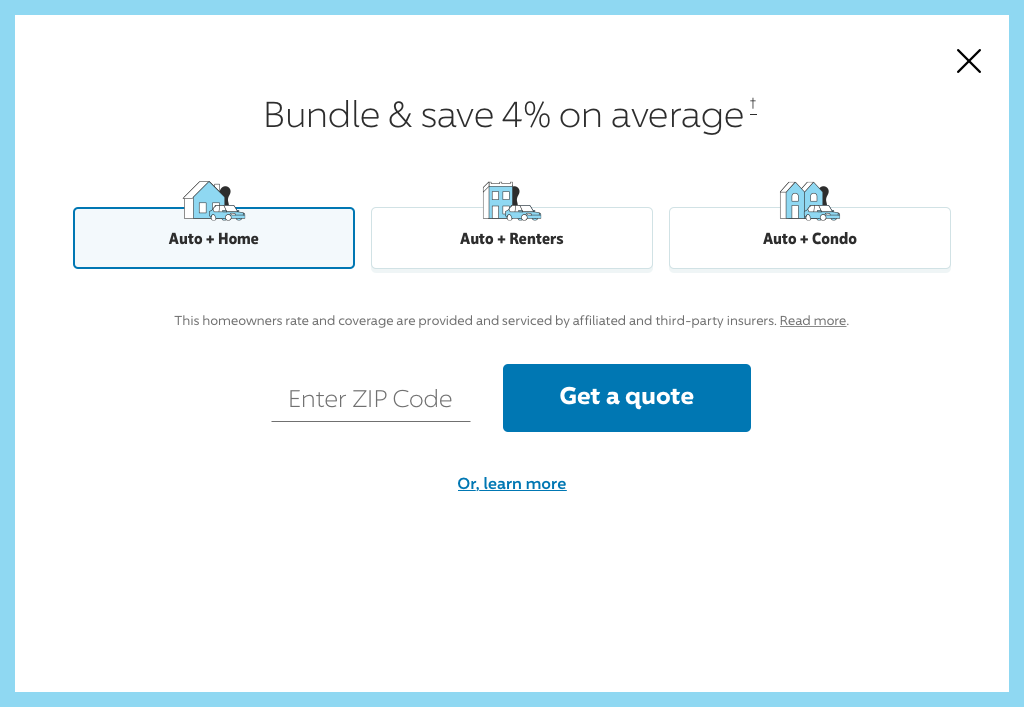 Bundle & save 4% on average†
Auto + Home
Auto + Renters
Auto + Condo
This homeowners rate and coverage are provided and serviced by affiliated and third-party insurers. Read more.
Enter ZIP Code
Get a quote
Or, learn more